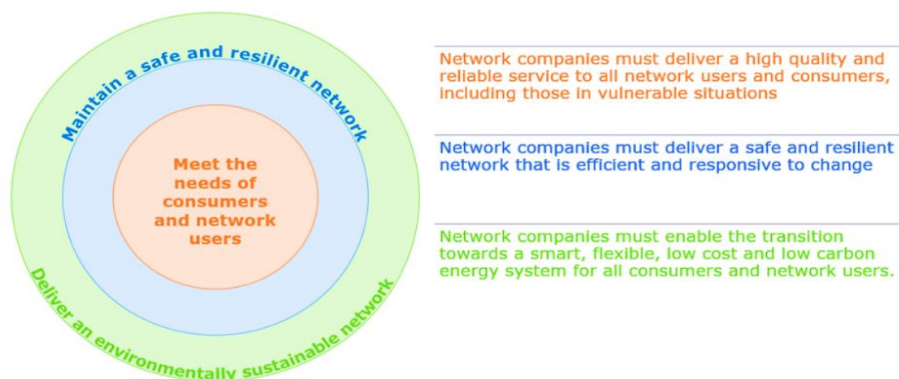 Maintain a safe and resilient network
Meet the
needs of
consumers
and network
users
Deliver an environmentally sustainable network
Network companies must deliver a high quality and
reliable service to all network users and consumers,
including those in vulnerable situations
Network companies must deliver a safe and resilient
network that is efficient and responsive to change
Network companies must enable the transition
towards a smart, flexible, low cost and low carbon
energy system for all consumers and network users.